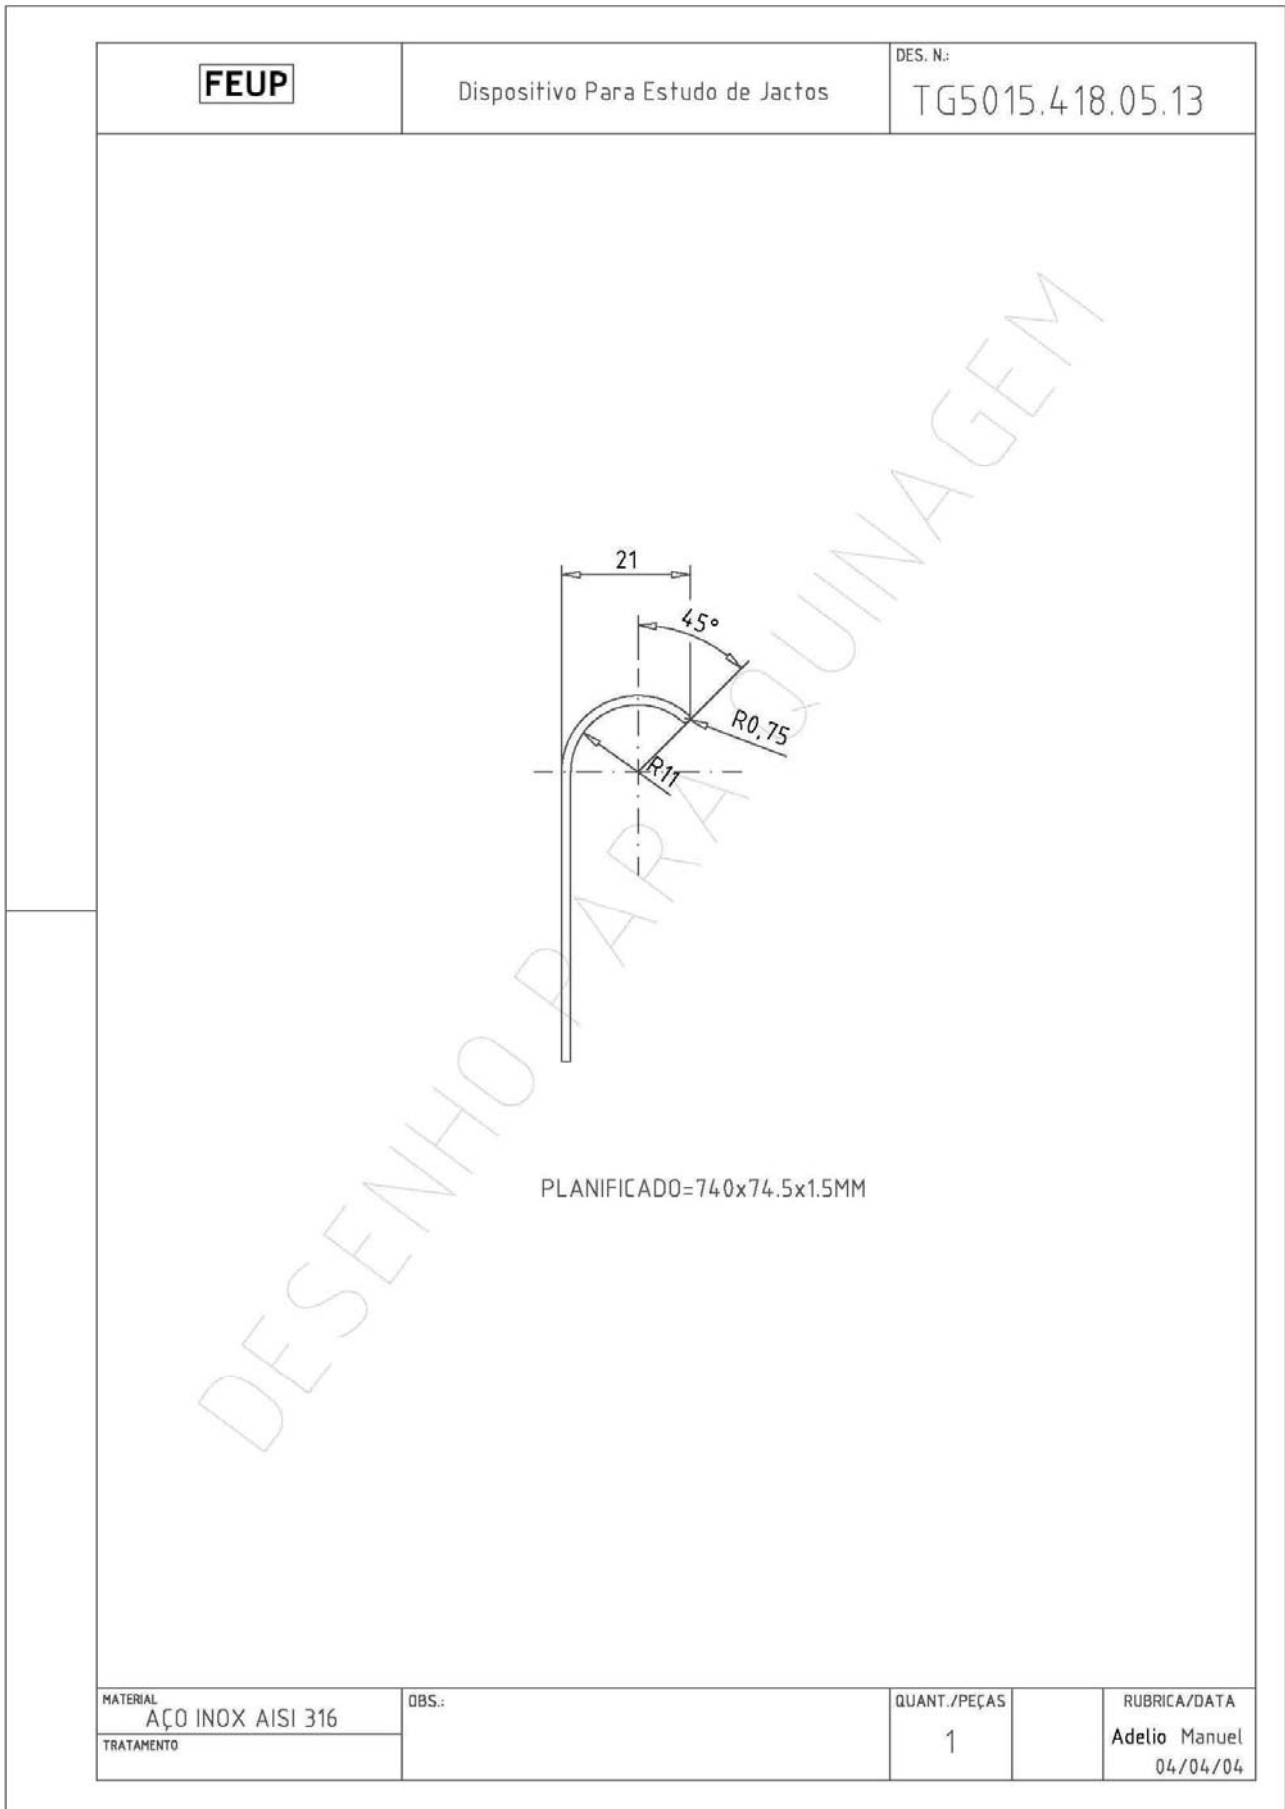 FEUP
Dispositivo Para Estudo de Jactos
DES. N.:
TG5015.418.05.13
21
45°
R0,75
R11
DESENHO PARA QUINAGEM
PLANIFICADO=740x74.5x1.5MM
MATERIAL
AÇO INOX AISI 316
TRATAMENTO
OBS.:
QUANT./PEÇAS
1
RUBRICA/DATA
Adelio Manuel
04/04/04